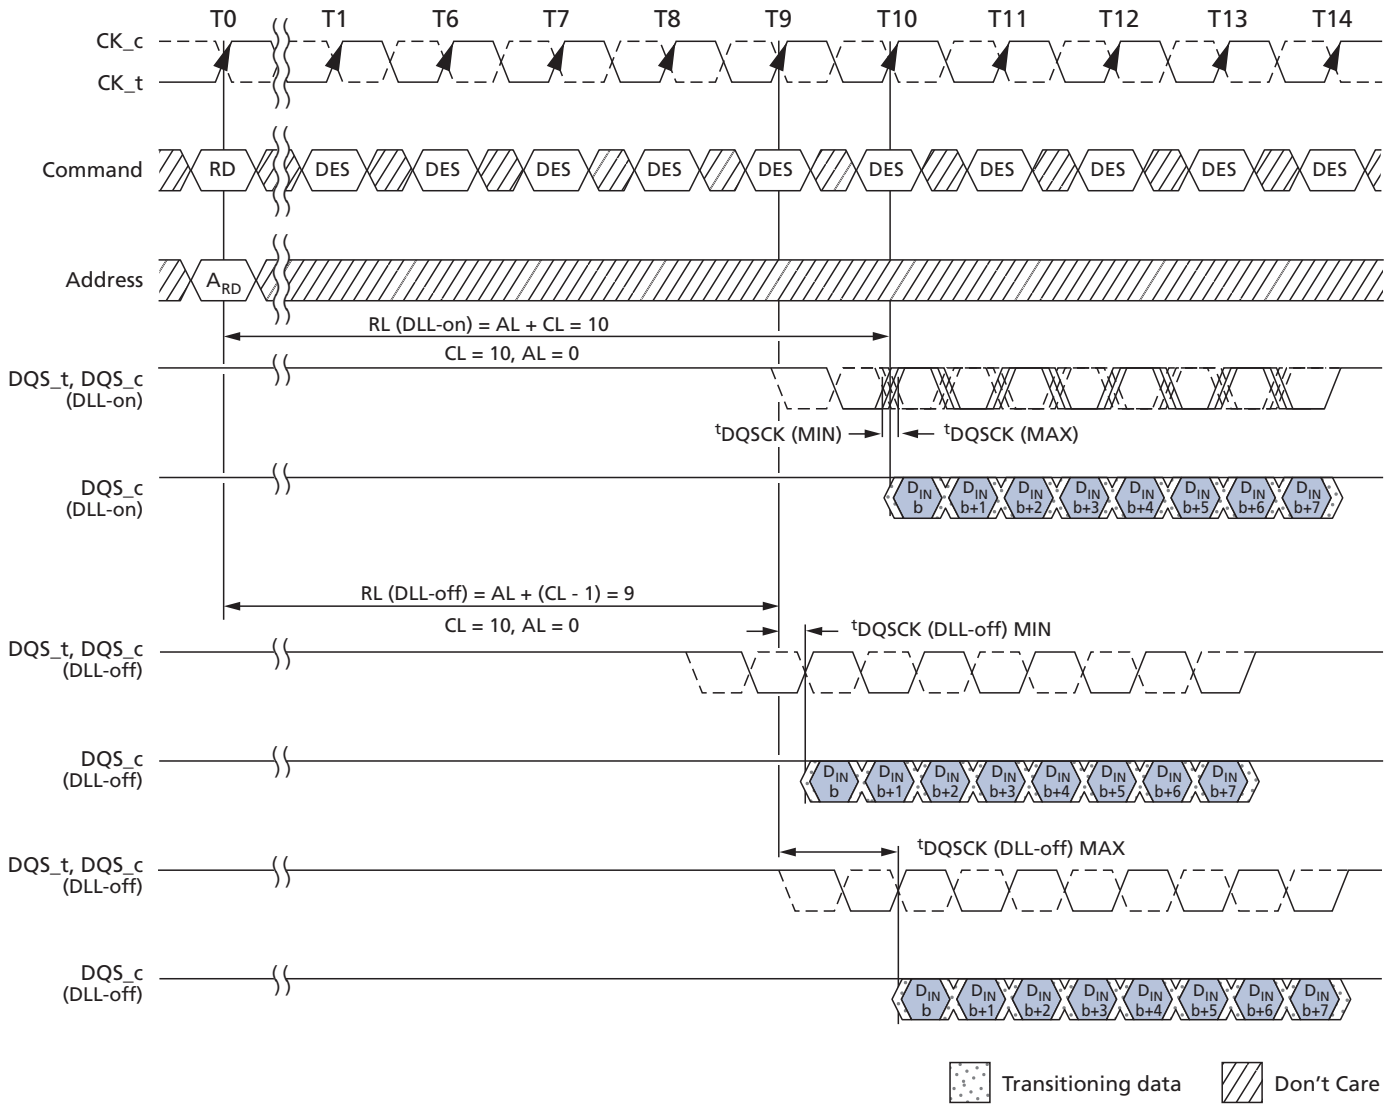 T0 T1 T6 T7 T8 T9 T10 T11 T12 T13 T14
CK_c
CK_t
Command RD DES DES DES DES DES DES DES DES DES DES
Address A_RD
RL (DLL-on) = AL + CL = 10
CL = 10, AL = 0
DQS_t, DQS_c
(DLL-on)
tDQSCK (MIN) tDQSCK (MAX)
DQS_c
(DLL-on)
DIN DIN DIN DIN DIN DIN DIN DIN
b b+1 b+2 b+3 b+4 b+5 b+6 b+7
RL (DLL-off) = AL + (CL - 1) = 9
CL = 10, AL = 0
tDQSCK (DLL-off) MIN
DQS_t, DQS_c
(DLL-off)
DQS_c
(DLL-off)
DIN DIN DIN DIN DIN DIN DIN DIN
b b+1 b+2 b+3 b+4 b+5 b+6 b+7
tDQSCK (DLL-off) MAX
DQS_t, DQS_c
(DLL-off)
DQS_c
(DLL-off)
DIN DIN DIN DIN DIN DIN DIN DIN
b b+1 b+2 b+3 b+4 b+5 b+6 b+7
Transitioning data Don't Care